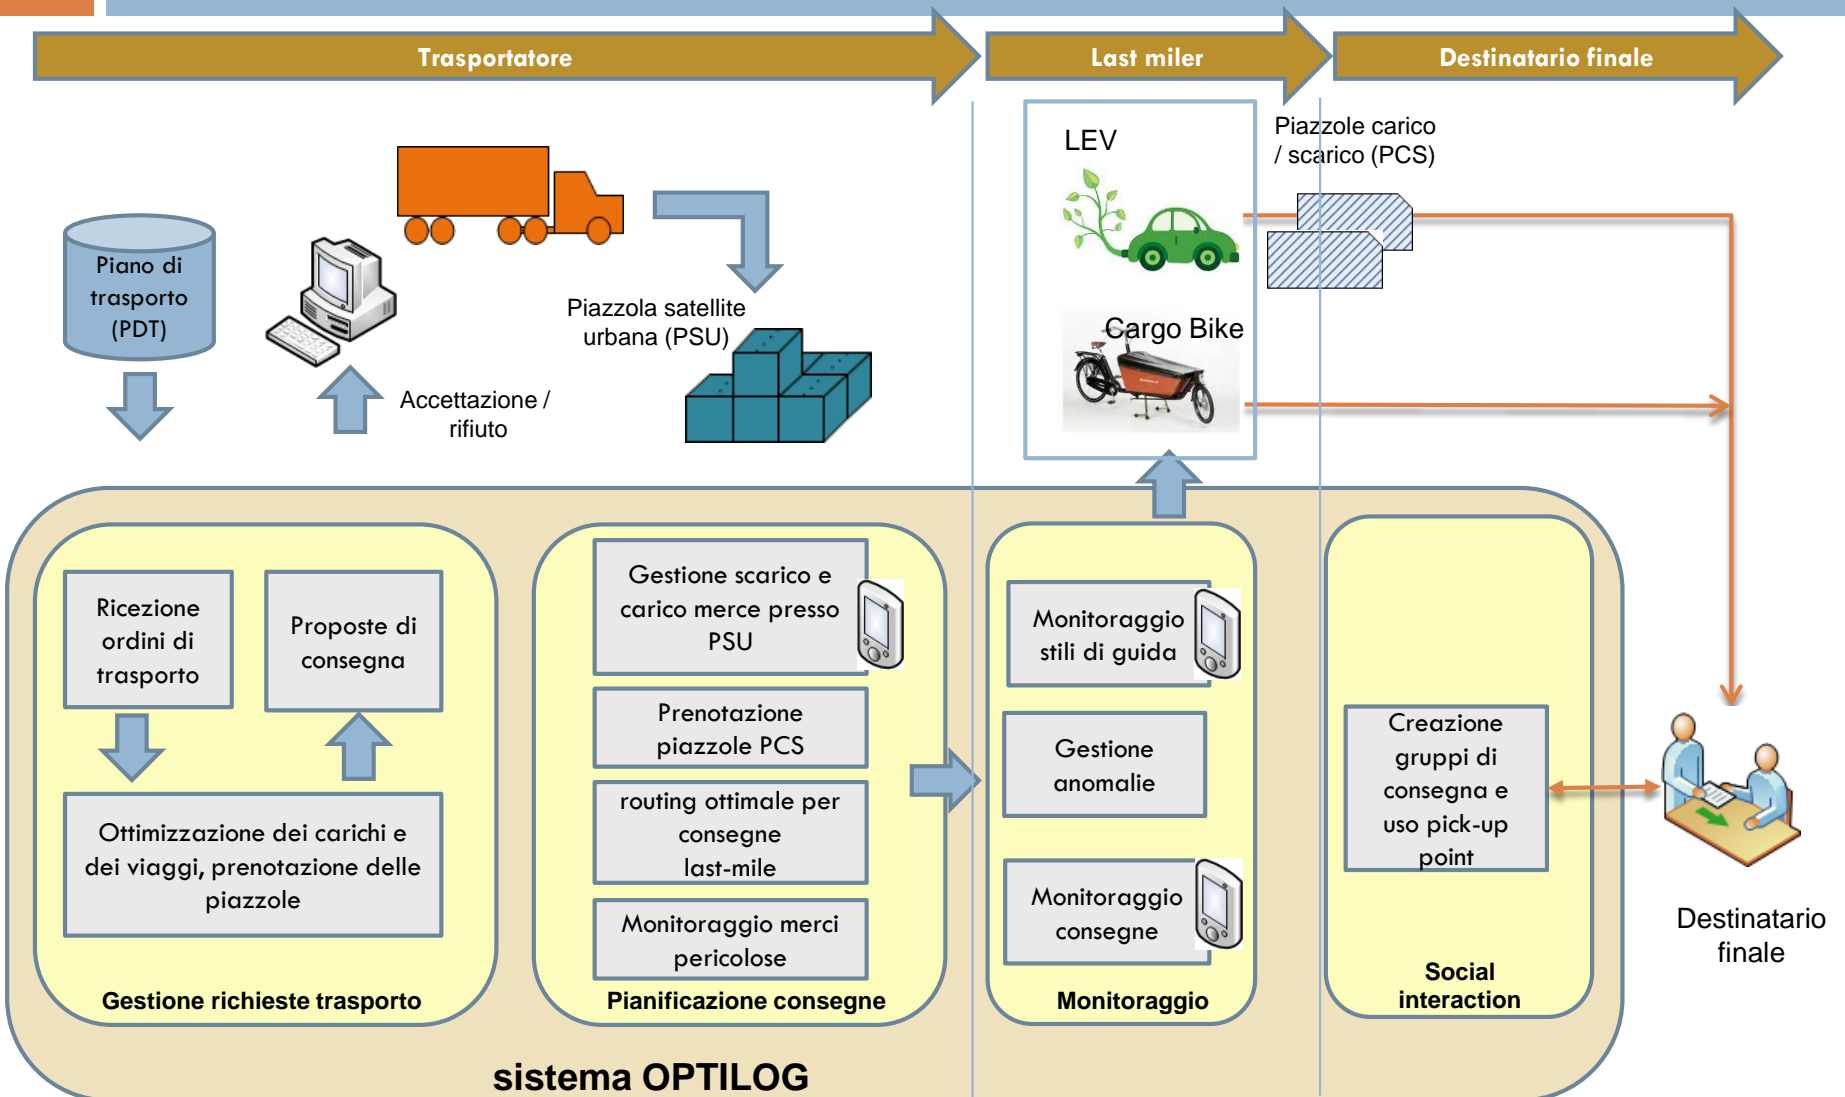 Trasportatore
Last miler
Destinatario finale
LEV
Piazzole carico
/ scarico (PCS)
Piano di
trasporto
(PDT)
Piazzola satellite
urbana (PSU)
Cargo Bike
Accettazione /
rifiuto
Ricezione
ordini di
trasporto
Proposte di
consegna
Ottimizzazione dei carichi e
dei viaggi, prenotazione delle
piazzole
Gestione richieste trasporto
Gestione scarico e
carico merce presso
PSU
Prenotazione
piazzole PCS
routing ottimale per
consegne
last-mile
Monitoraggio merci
pericolose
Pianificazione consegne
Monitoraggio
stili di guida
Gestione
anomalie
Monitoraggio
consegne
Monitoraggio
Creazione
gruppi di
consegna e
uso pick-up
point
Social
interaction
Destinatario
finale
sistema OPTILOG